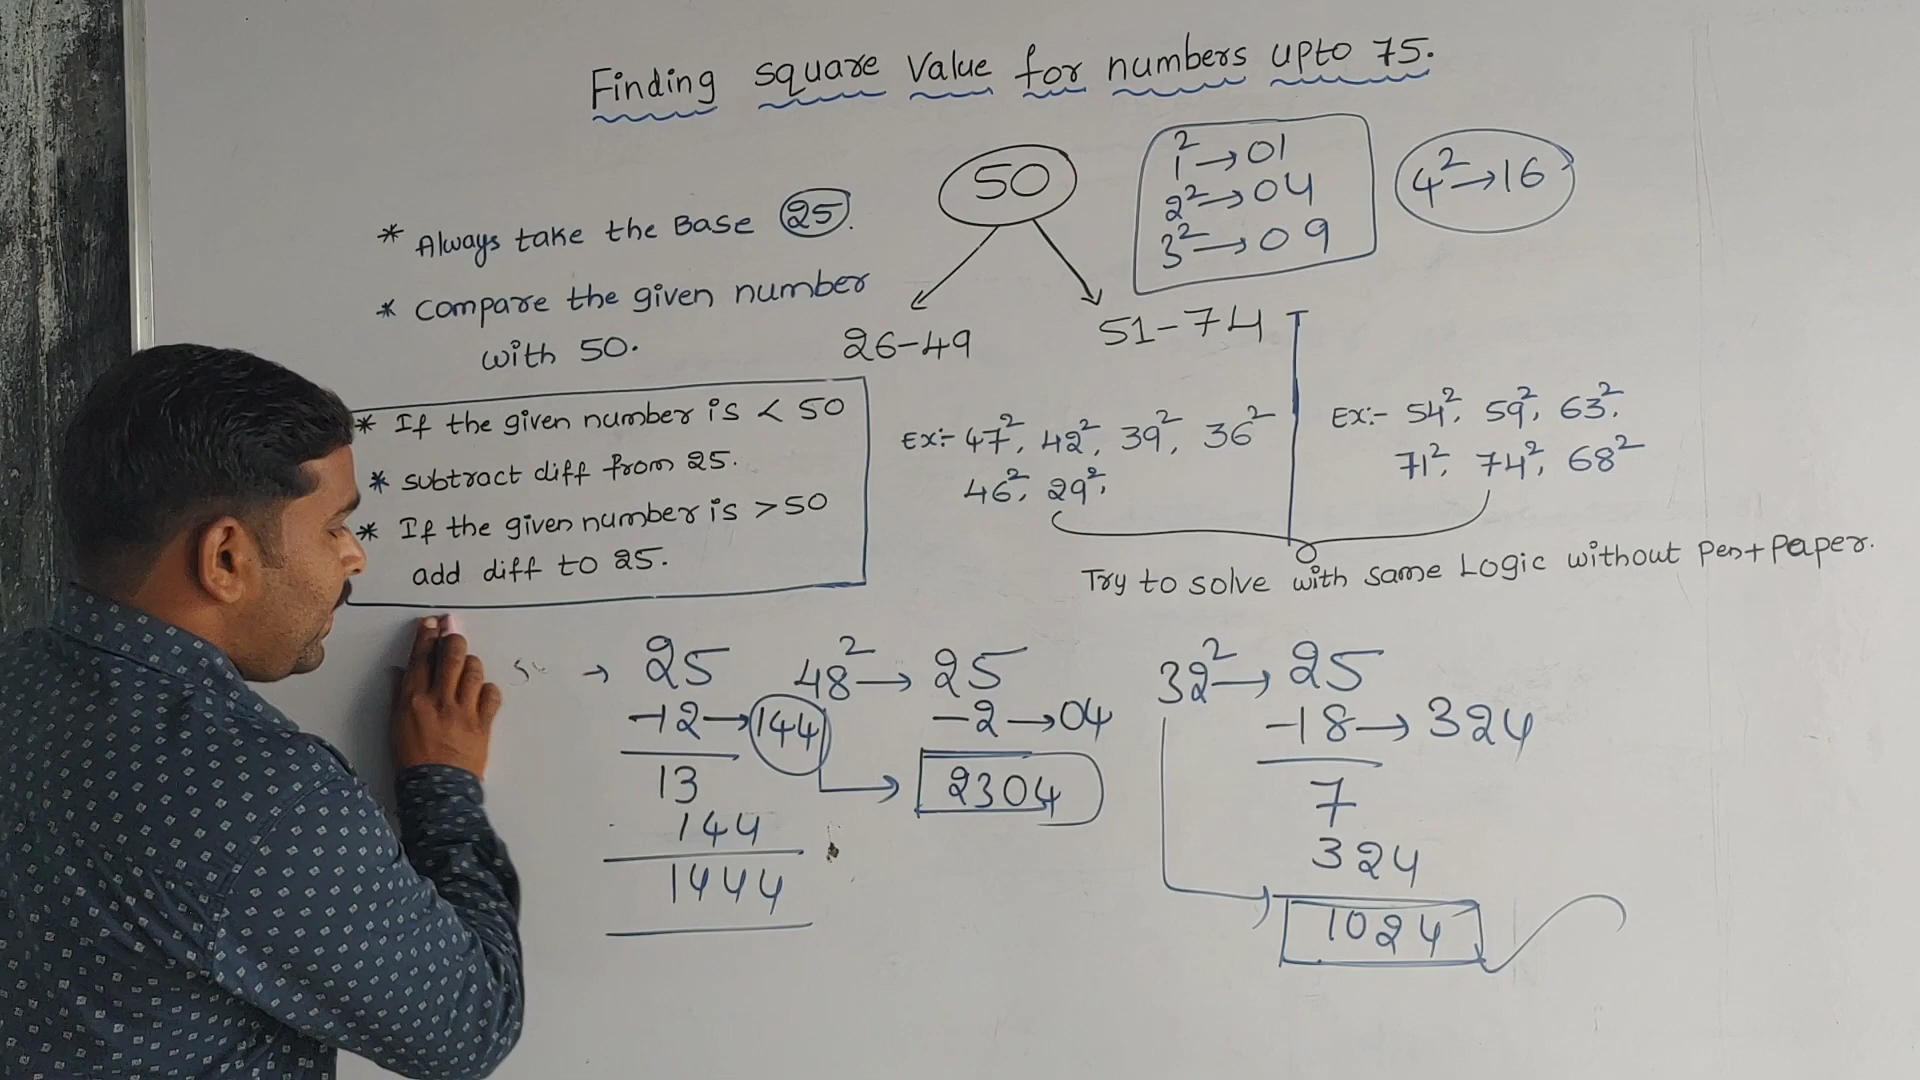 Finding square Value for numbers upto 75.
* Always take the Base 25.
* compare the given number
with 50.
* If the given number is < 50
* subtract diff from 25.
* If the given number is > 50
add diff to 25.
50
26-49
51-74
1² → 01
2² → 04
3² → 09
4² → 16
Ex:- 47², 42², 39², 36²
46², 29²,
Ex:- 54², 59², 63²,
71², 74², 68²
Try to solve with same Logic without pen + Paper.
→ 25
-12 → 144
13
144
1444
48² → 25
-2 → 04
2304
32² → 25
-18 → 324
7
324
1024